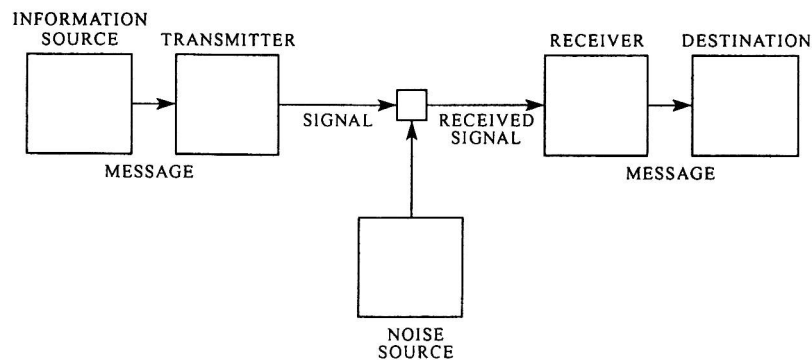 INFORMATION
SOURCE
TRANSMITTER
RECEIVER
DESTINATION
SIGNAL
RECEIVED
SIGNAL
MESSAGE
MESSAGE
NOISE
SOURCE